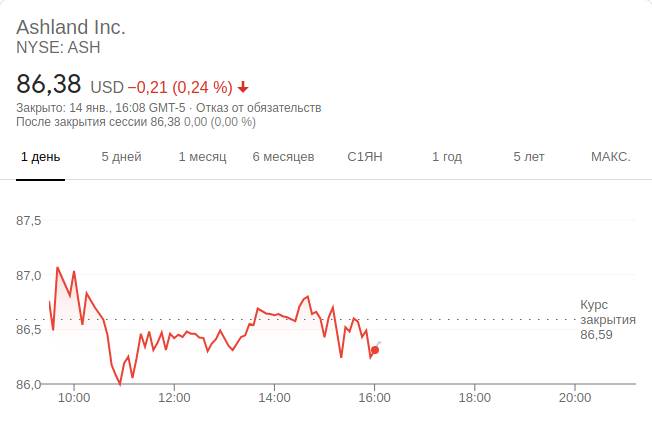 Ashland Inc.
NYSE: ASH
86,38 USD −0,21 (0,24 %)
Закрыто: 14 янв., 16:08 GMT-5 · Отказ от обязательств
После закрытия сессии 86,38 0,00 (0,00 %)
1 день 5 дней 1 месяц 6 месяцев С1ЯН 1 год 5 лет МАКС.
87,5
87,0
86,5
86,0
Курс
закрытия
86,59
10:00 12:00 14:00 16:00 18:00 20:00